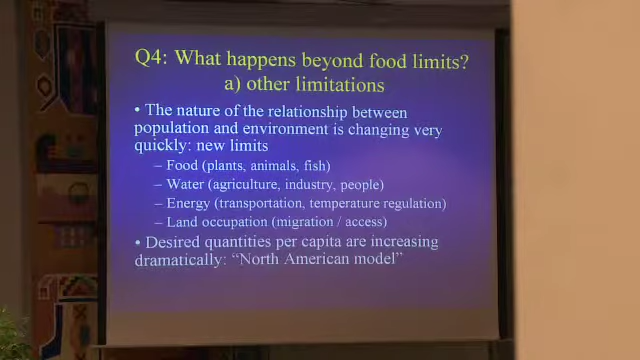 Q4: What happens beyond food limits?
a) other limitations
• The nature of the relationship between
population and environment is changing very
quickly: new limits
– Food (plants, animals, fish)
– Water (agriculture, industry, people)
– Energy (transportation, temperature regulation)
– Land occupation (migration / access)
• Desired quantities per capita are increasing
dramatically: “North American model”